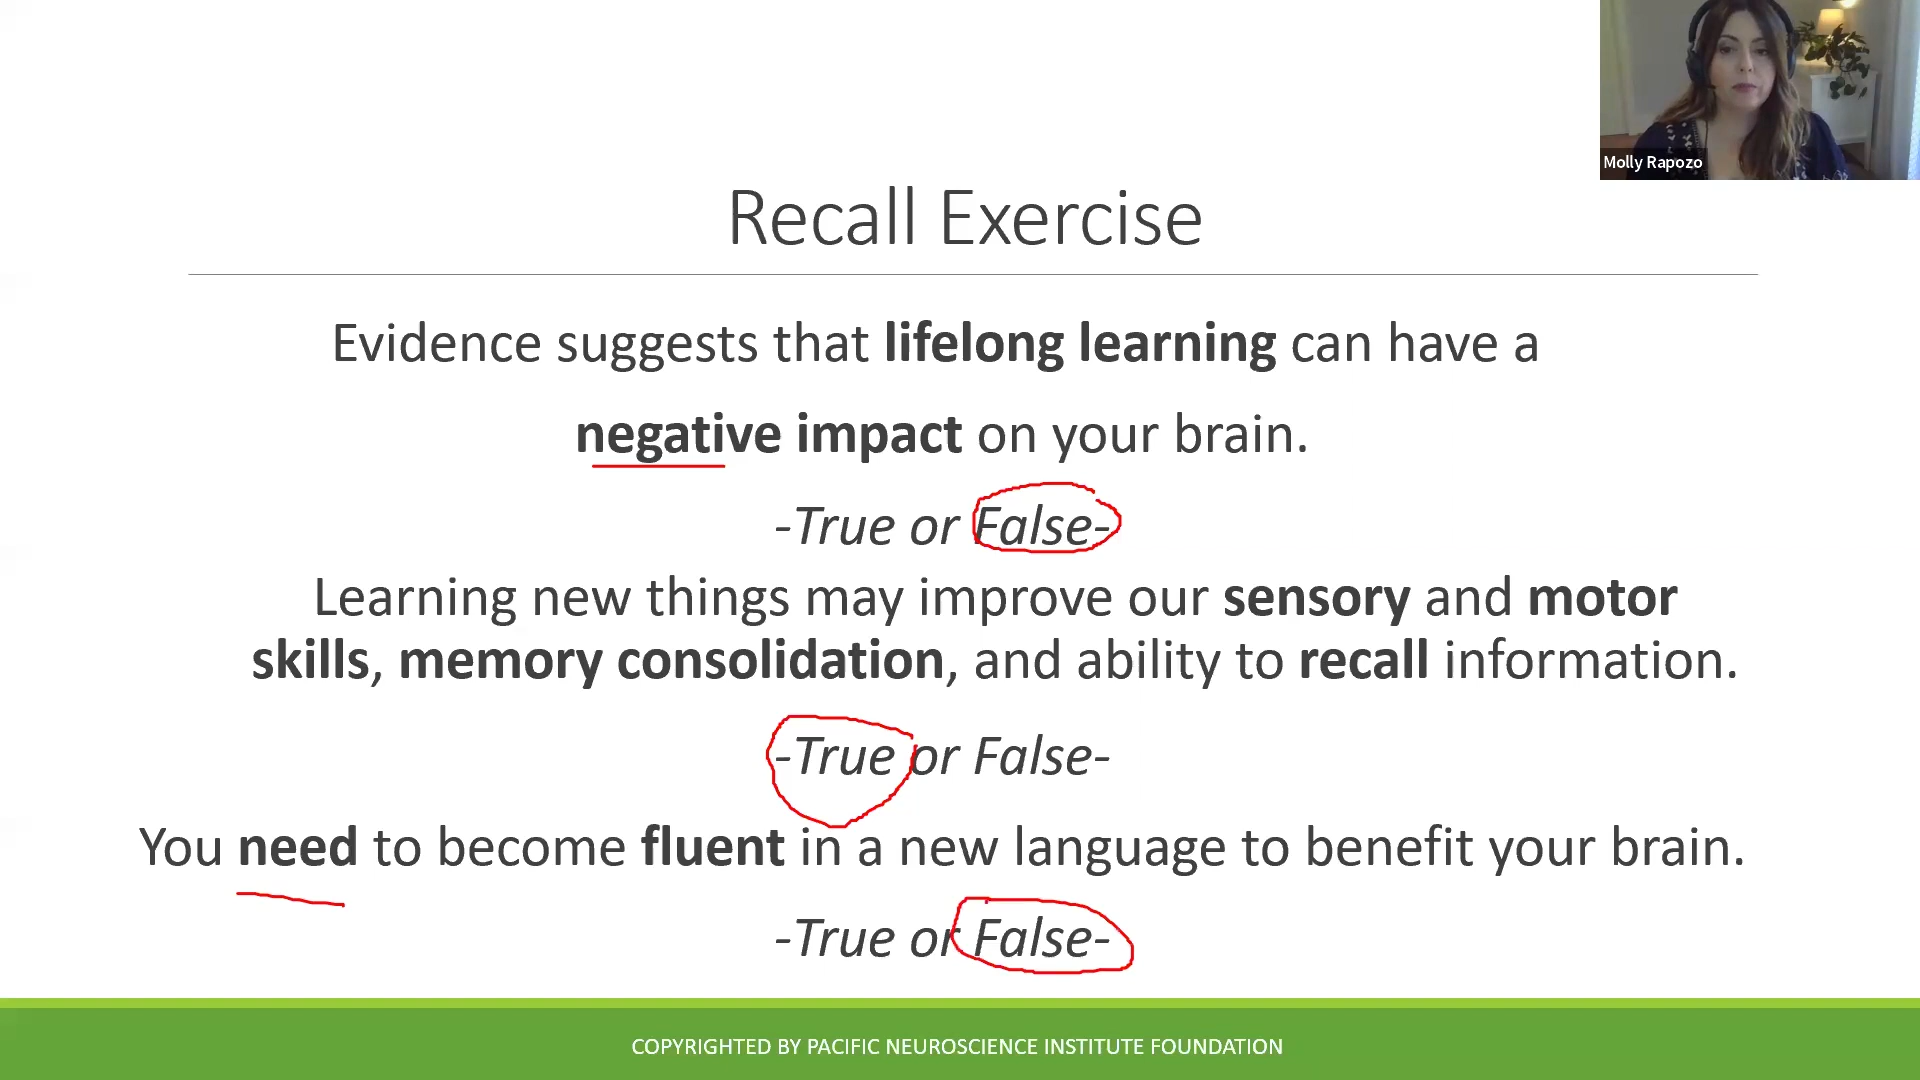 Molly Rapozo
Recall Exercise
Evidence suggests that lifelong learning can have a
negative impact on your brain.
-True or False-
Learning new things may improve our sensory and motor
skills, memory consolidation, and ability to recall information.
-True or False-
You need to become fluent in a new language to benefit your brain.
-True or False-
COPYRIGHTED BY PACIFIC NEUROSCIENCE INSTITUTE FOUNDATION